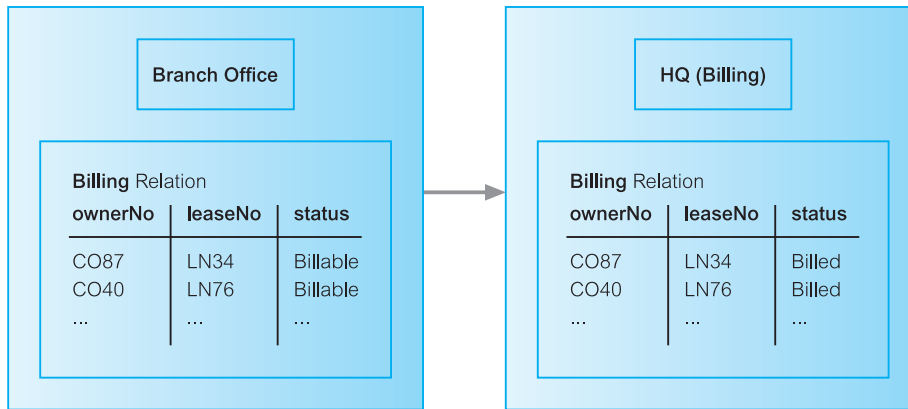 Branch Office
Billing Relation
ownerNo leaseNo status
CO87 LN34 Billable
CO40 LN76 Billable
... ... ...
HQ (Billing)
Billing Relation
ownerNo leaseNo status
CO87 LN34 Billed
CO40 LN76 Billed
... ... ...